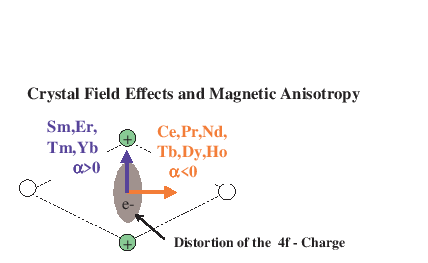 Crystal Field Effects and Magnetic Anisotropy
Sm,Er,
Tm,Yb
α>0
+
Ce,Pr,Nd,
Tb,Dy,Ho
α<0
e-
+
Distortion of the 4f - Charge